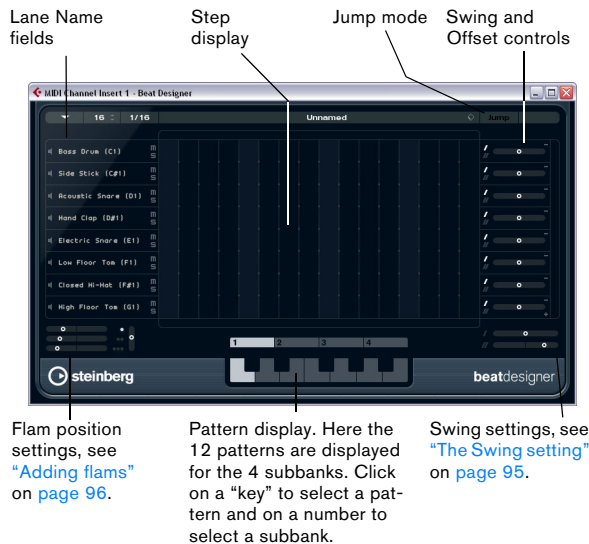 Lane Name fields
Step display
Jump mode
Swing and Offset controls
MIDI Channel Insert 1 - Beat Designer
16 1/16 Unnamed Jump
Bass Drum (C1) m s
Side Stick (C#1) m s
Acoustic Snare (D1) m s
Hand Clap (D#1) m s
Electric Snare (E1) m s
Low Floor Tom (F1) m s
Closed Hi-Hat (F#1) m s
High Floor Tom (G1) m s
1 2 3 4
steinberg
beatdesigner
Flam position
settings, see
"Adding flams"
on page 96.
Pattern display. Here the
12 patterns are displayed
for the 4 subbanks. Click
on a “key” to select a pat-
tern and on a number to
select a subbank.
Swing settings, see
“The Swing setting”
on page 95.